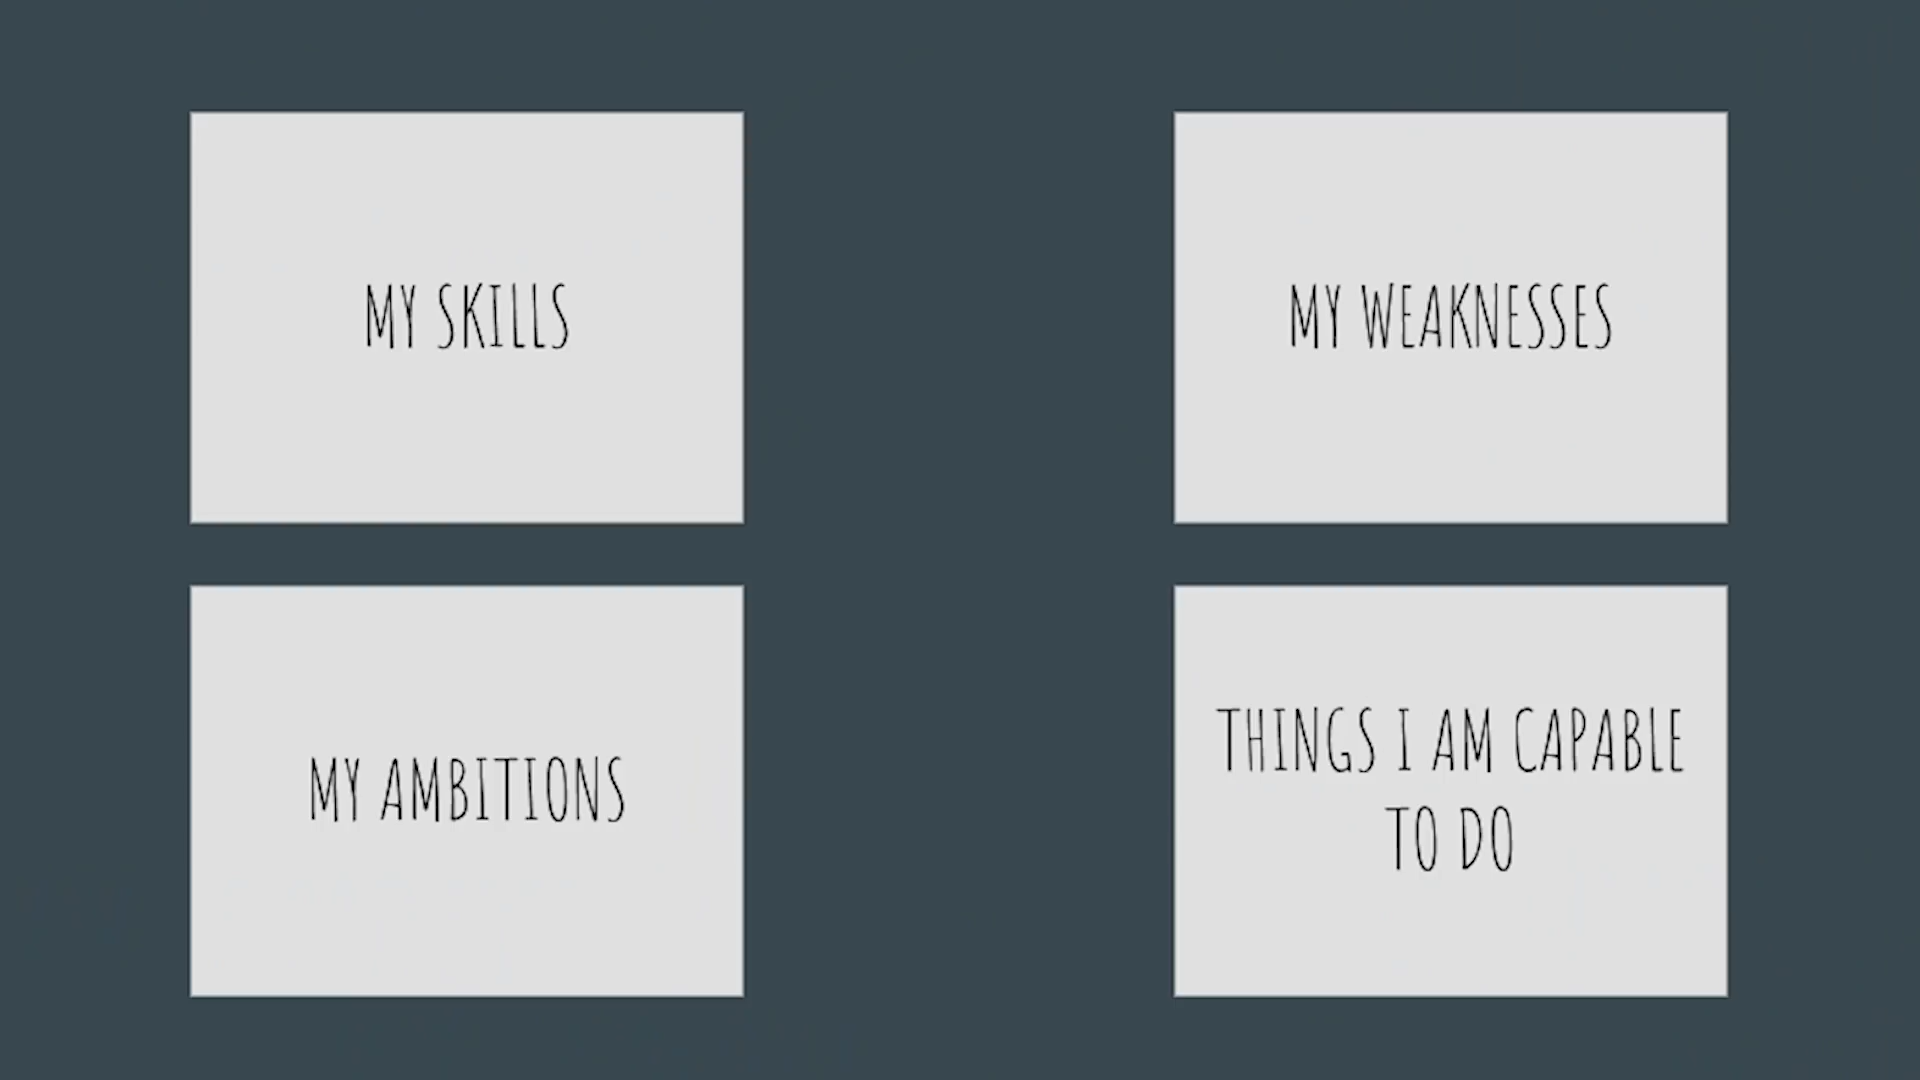 MY SKILLS
MY WEAKNESSES
MY AMBITIONS
THINGS I AM CAPABLE
TO DO